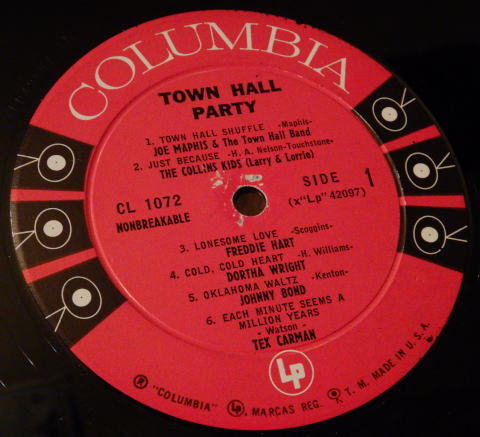 COLUMBIA
TOWN HALL
PARTY
1. TOWN HALL SHUFFLE -Maphis-
JOE MAPHIS & The Town Hall Band
2. JUST BECAUSE -H. A. Nelson-Touchstone-
THE COLLINS KIDS (Larry & Lorrie)
CL 1072
NONBREAKABLE
SIDE 1
(x"Lp" 42097)
3. LONESOME LOVE -Scoggins-
FREDDIE HART
4. COLD, COLD HEART -H. Williams-
DORTHA WRIGHT
5. OKLAHOMA WALTZ -Kenton-
JOHNNY BOND
6. EACH MINUTE SEEMS A
MILLION YEARS
- Watson -
TEX CARMAN
Lp
® "COLUMBIA" Lp. MARCAS REG. ® T. M. MADE IN U.S.A.